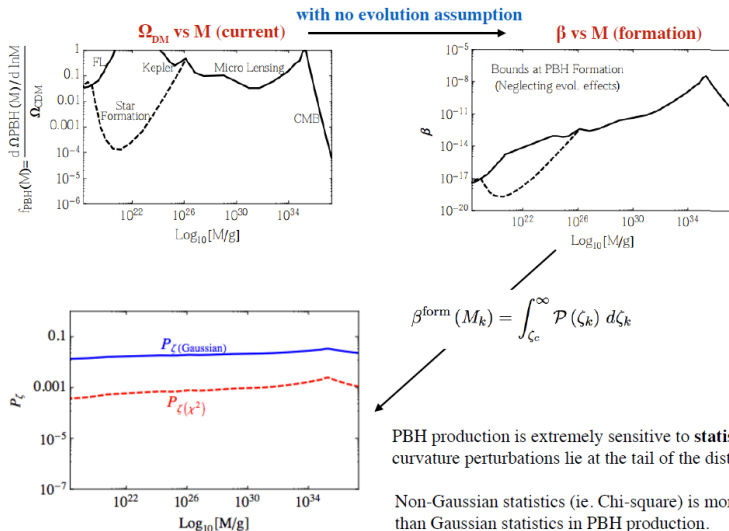 with no evolution assumption
Ω_DM vs M (current)
β vs M (formation)
f_PBH(M)= d ΩPBH (M) / d lnM / Ω_CDM
1
0.1
0.01
0.001
10^-4
10^-5
10^-6
FL
Kepler
Micro Lensing
Star
Formation
CMB
10^22 10^26 10^30 10^34
Log10[M/g]
β
10^-5
10^-8
10^-11
10^-14
10^-17
10^-20
Bounds at PBH Formation
(Neglecting evol. effects)
10^22 10^26 10^30 10^34
Log10[M/g]
β^form (M_k) = ∫_{ζ_c}^{∞} P (ζ_k) dζ_k
P_ζ
0.1
0.001
10^-5
10^-7
P_ζ(Gaussian)
P_ζ(χ²)
10^22 10^26 10^30 10^34
Log10[M/g]
PBH production is extremely sensitive to
curvature perturbations lie at the tail of the
Non-Gaussian statistics (ie. Chi-square) is
than Gaussian statistics in PBH production.